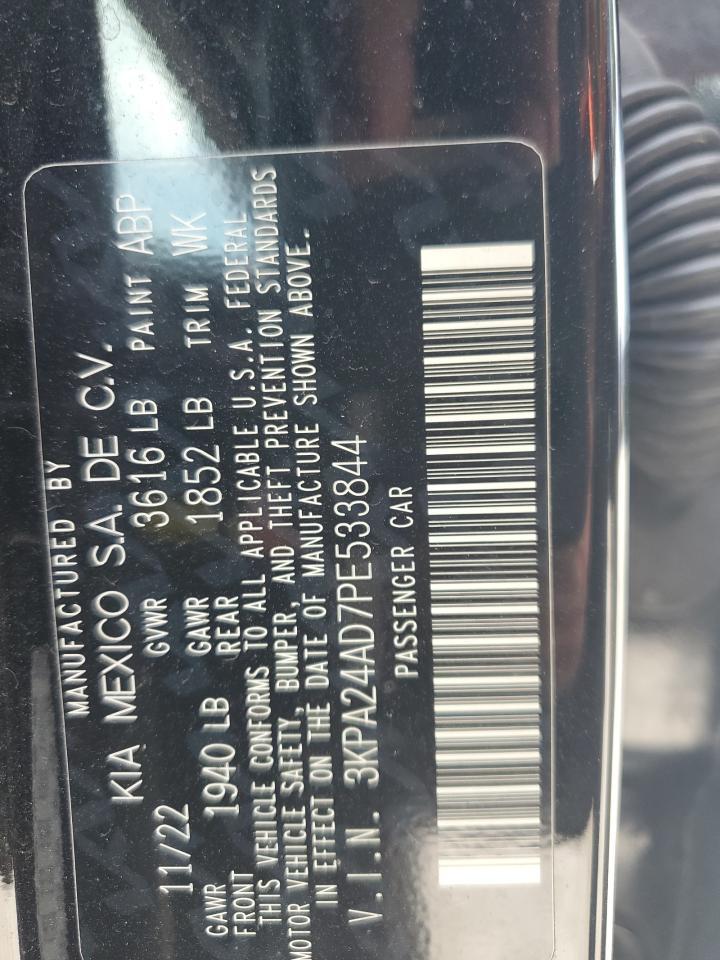 MANUFACTURED BY
KIA MEXICO S.A. DE C.V.
11/22 GVWR 3616 LB PAINT ABP
GAWR FRONT 1940 LB GAWR REAR 1852 LB TRIM WK
THIS VEHICLE CONFORMS TO ALL APPLICABLE U.S.A. FEDERAL
MOTOR VEHICLE SAFETY, BUMPER, AND THEFT PREVENTION STANDARDS
IN EFFECT ON THE DATE OF MANUFACTURE SHOWN ABOVE.
V.I.N. 3KPA24AD7PE533844
PASSENGER CAR